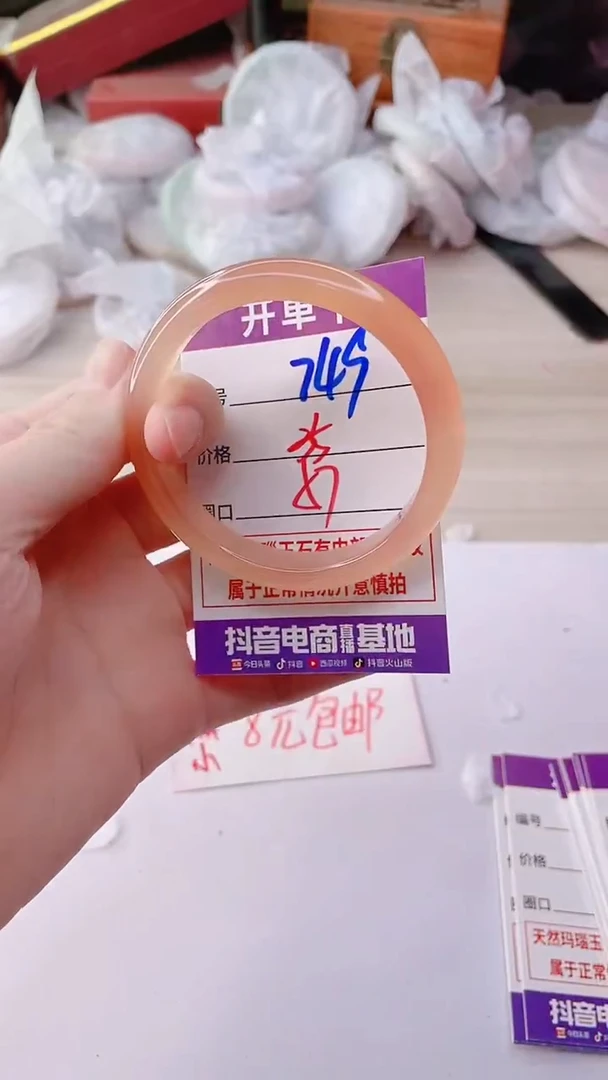 开单
号 749
价格
圈口
属于正常情况介意慎拍
抖音电商直播基地
今日头条 抖音 西瓜视频 抖音火山版
8元包邮
编号
价格
圈口
天然玛瑙玉
属于正常
抖音电